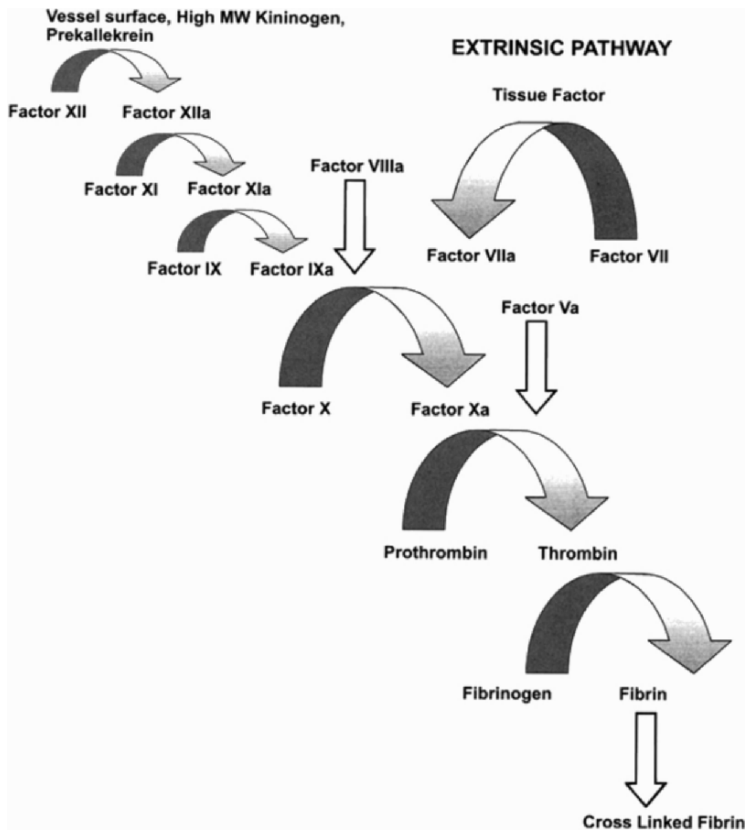 Vessel surface, High MW Kininogen,
Prekallekrein
EXTRINSIC PATHWAY
Tissue Factor
Factor XII
Factor XIIa
Factor VIIIa
Factor XI
Factor XIa
Factor IX
Factor IXa
Factor VIIa
Factor VII
Factor Va
Factor X
Factor Xa
Prothrombin
Thrombin
Fibrinogen
Fibrin
Cross Linked Fibrin